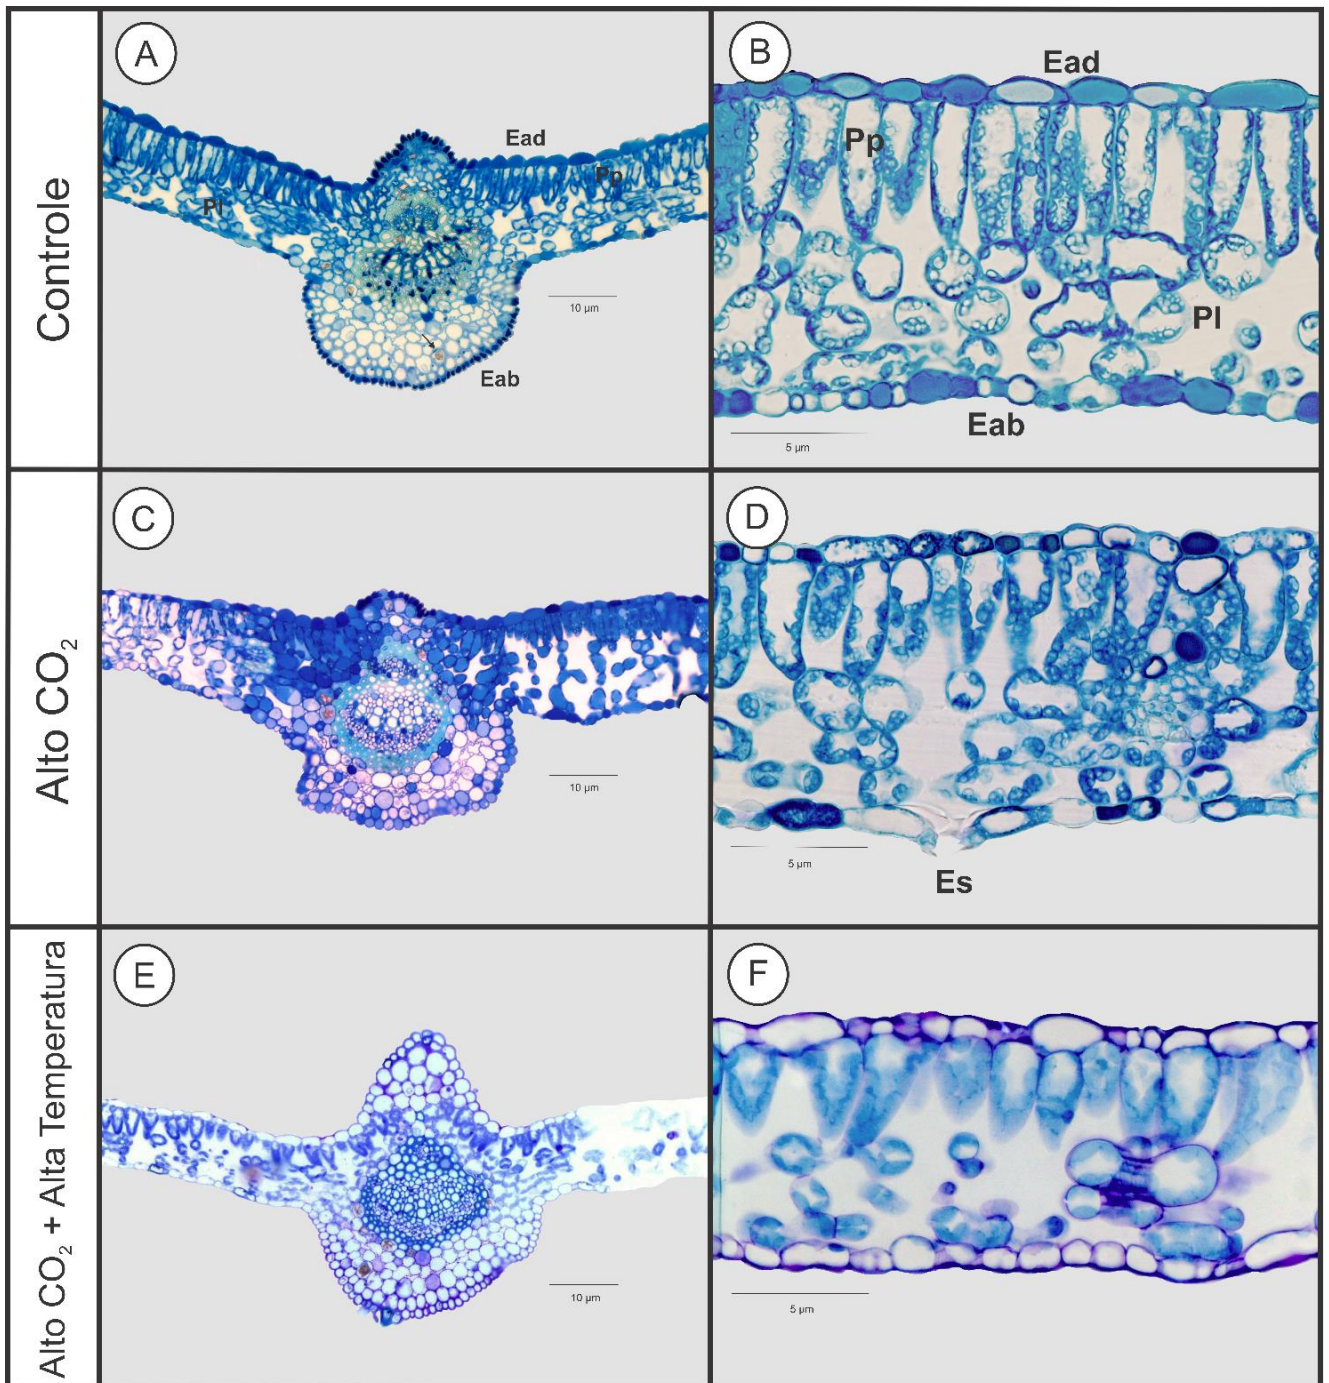 Controle
A
Ead
Pp
Pl
10 µm
Eab
B
Ead
Pp
Pl
Eab
5 µm
Alto CO₂
C
10 µm
D
5 µm
Es
Alto CO₂ + Alta Temperatura
E
10 µm
F
5 µm